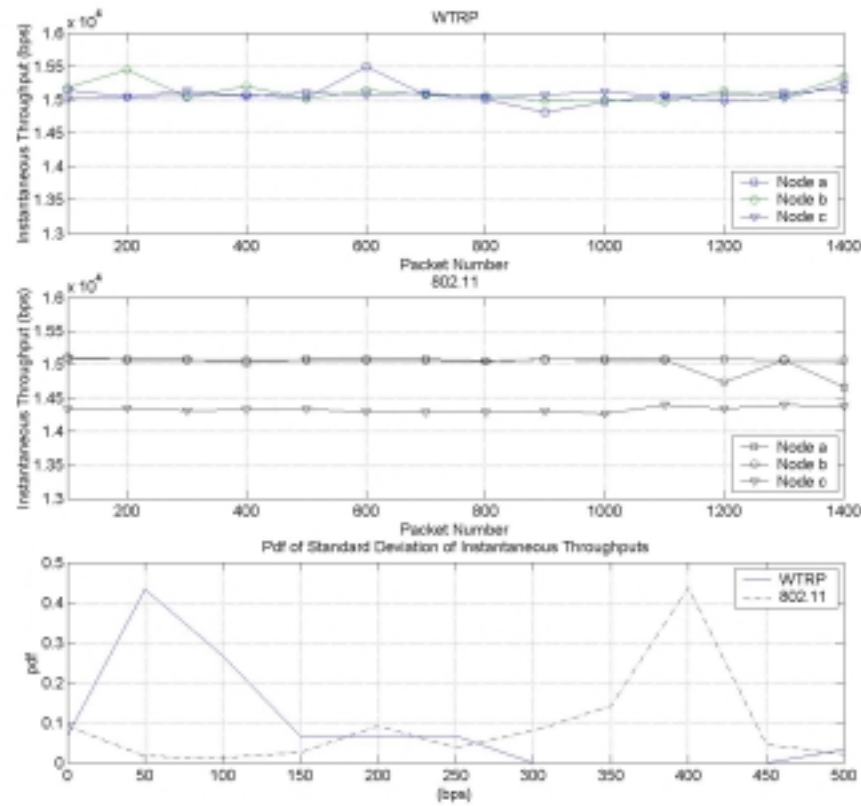 WTRP
x 10⁴
Instantaneous Throughput (bps)
1.6
1.55
1.5
1.45
1.4
1.35
1.3
200 400 600 800 1000 1200 1400
Packet Number
Node a
Node b
Node c
802.11
x 10⁴
Instantaneous Throughput (bps)
1.6
1.55
1.5
1.45
1.4
1.35
1.3
200 400 600 800 1000 1200 1400
Packet Number
Node a
Node b
Node c
Pdf of Standard Deviation of Instantaneous Throughputs
pdf
0.5
0.4
0.3
0.2
0.1
0
0 50 100 150 200 250 300 350 400 450 500
(bps)
WTRP
802.11